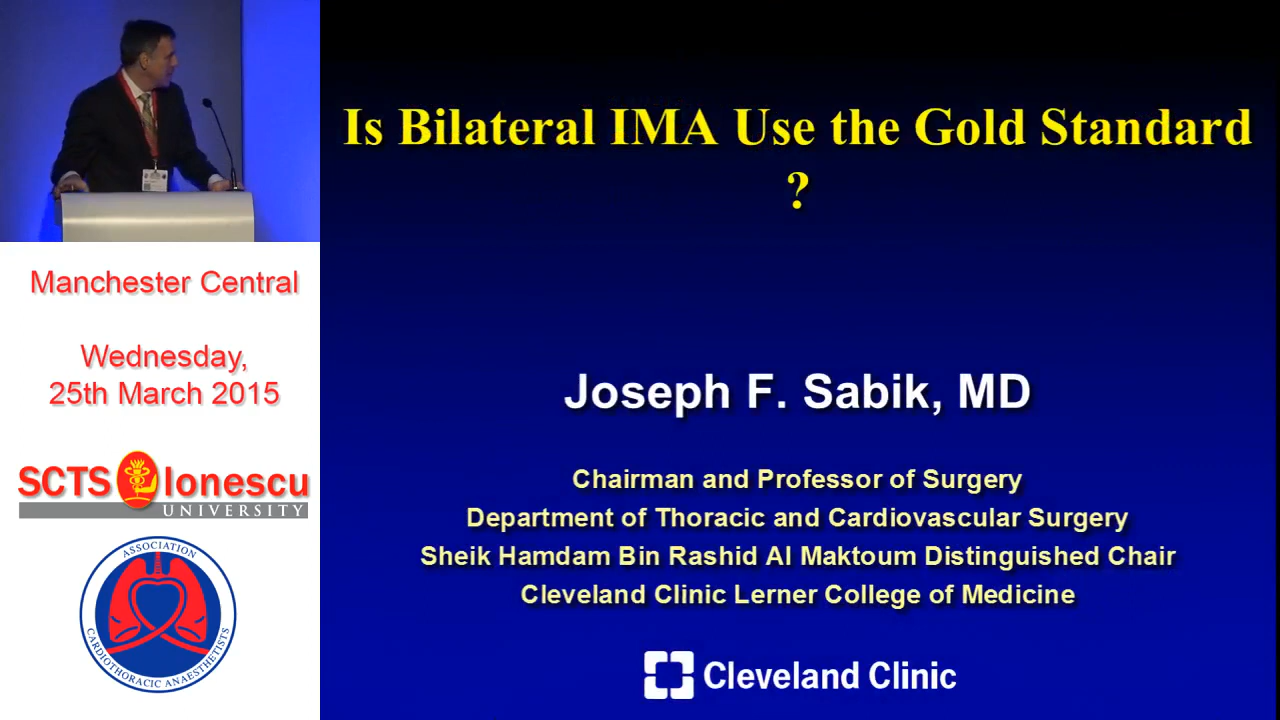 Is Bilateral IMA Use the Gold Standard
?
Joseph F. Sabik, MD
Chairman and Professor of Surgery
Department of Thoracic and Cardiovascular Surgery
Sheik Hamdam Bin Rashid Al Maktoum Distinguished Chair
Cleveland Clinic Lerner College of Medicine
Cleveland Clinic
Manchester Central
Wednesday,
25th March 2015
SCTS Ionescu
UNIVERSITY
ASSOCIATION
CARDIOTHORACIC ANAESTHETISTS